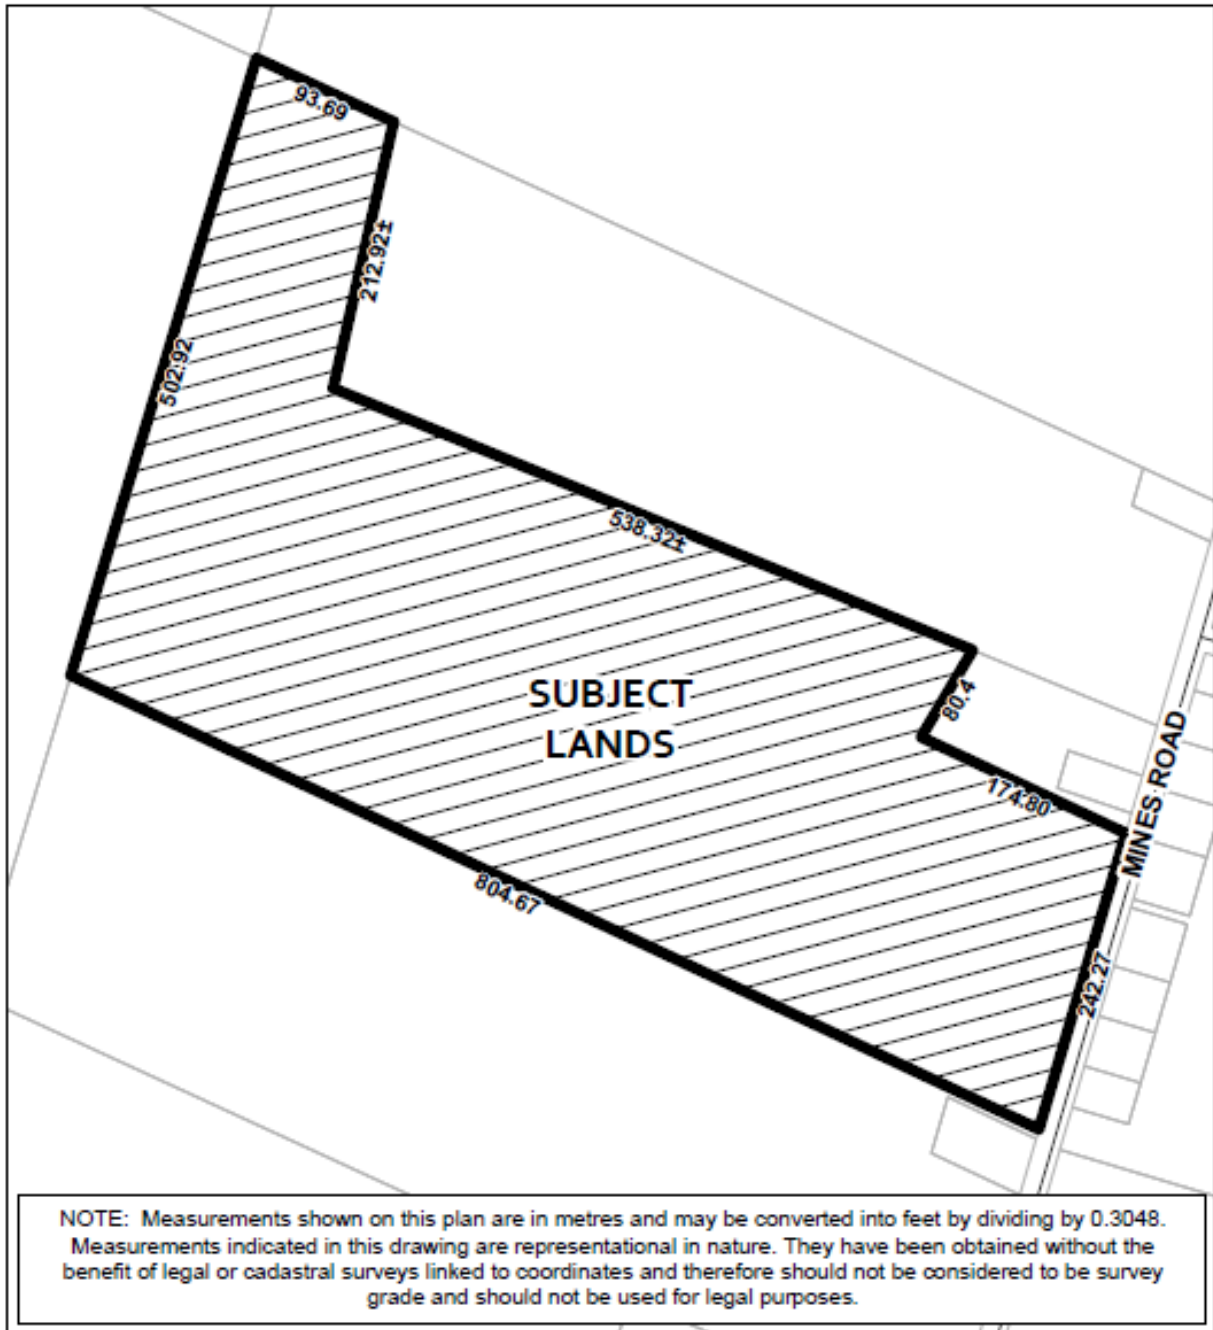 93.69
212.92±
502.92
538.32±
SUBJECT
LANDS
80.4
MINES ROAD
174.80
804.67
242.27
NOTE: Measurements shown on this plan are in metres and may be converted into feet by dividing by 0.3048.
Measurements indicated in this drawing are representational in nature. They have been obtained without the
benefit of legal or cadastral surveys linked to coordinates and therefore should not be considered to be survey
grade and should not be used for legal purposes.